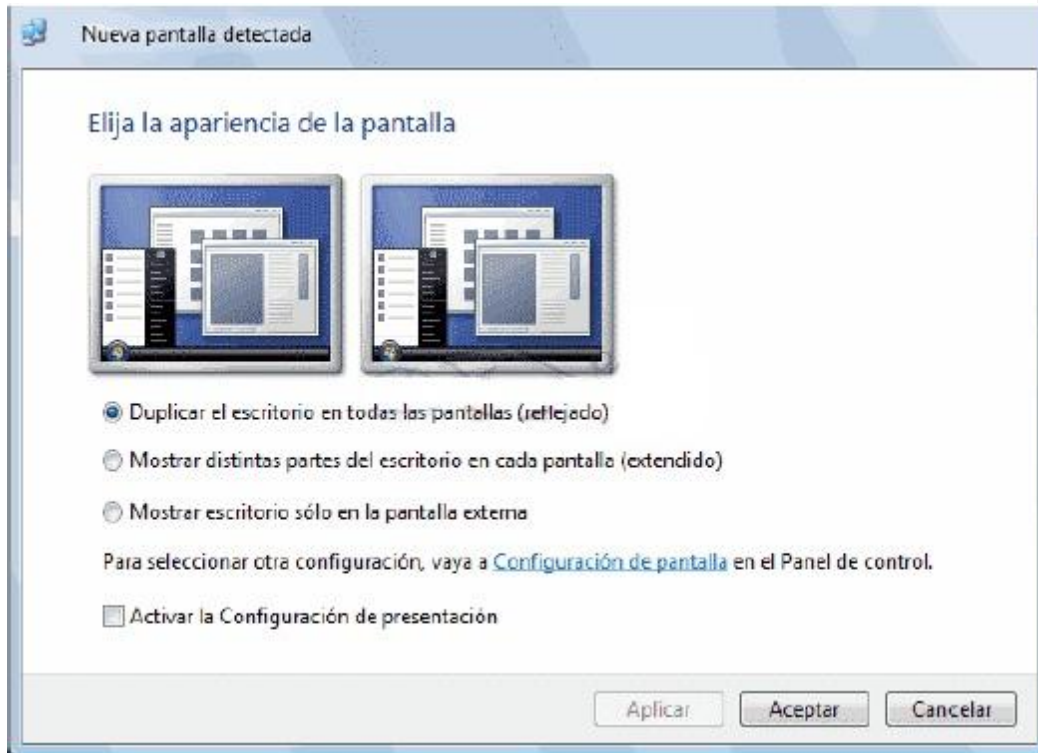 Nueva pantalla detectada
Elija la apariencia de la pantalla
Duplicar el escritorio en todas las pantallas (reflejado)
Mostrar distintas partes del escritorio en cada pantalla (extendido)
Mostrar escritorio sólo en la pantalla externa
Para seleccionar otra configuración, vaya a Configuración de pantalla en el Panel de control.
Activar la Configuración de presentación
Aplicar Aceptar Cancelar